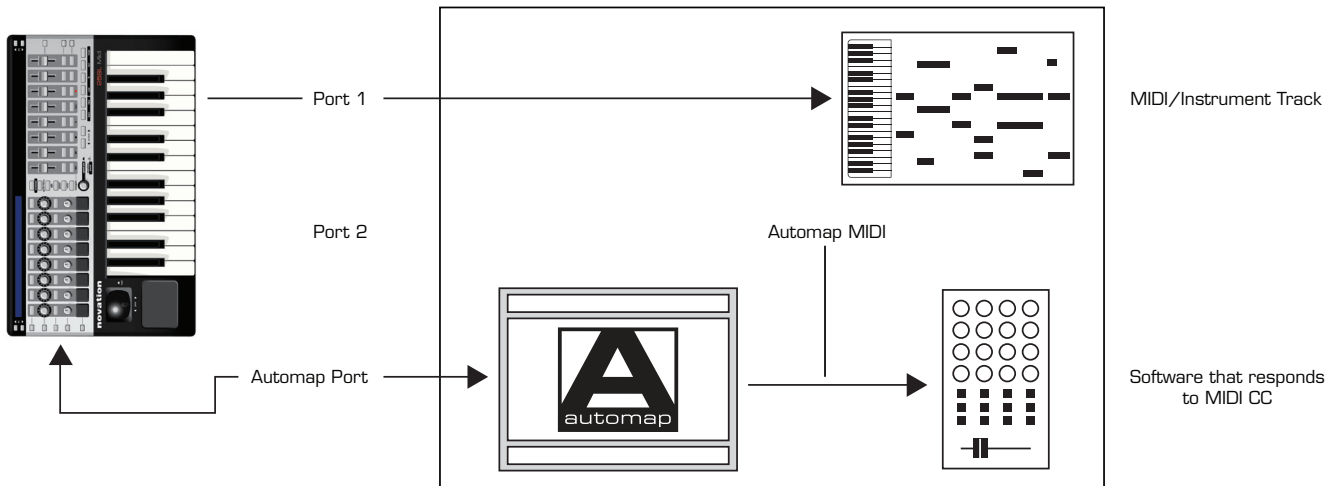 Port 1
MIDI/Instrument Track
Port 2
Automap MIDI
novation
A
automap
Automap Port
Software that responds
to MIDI CC